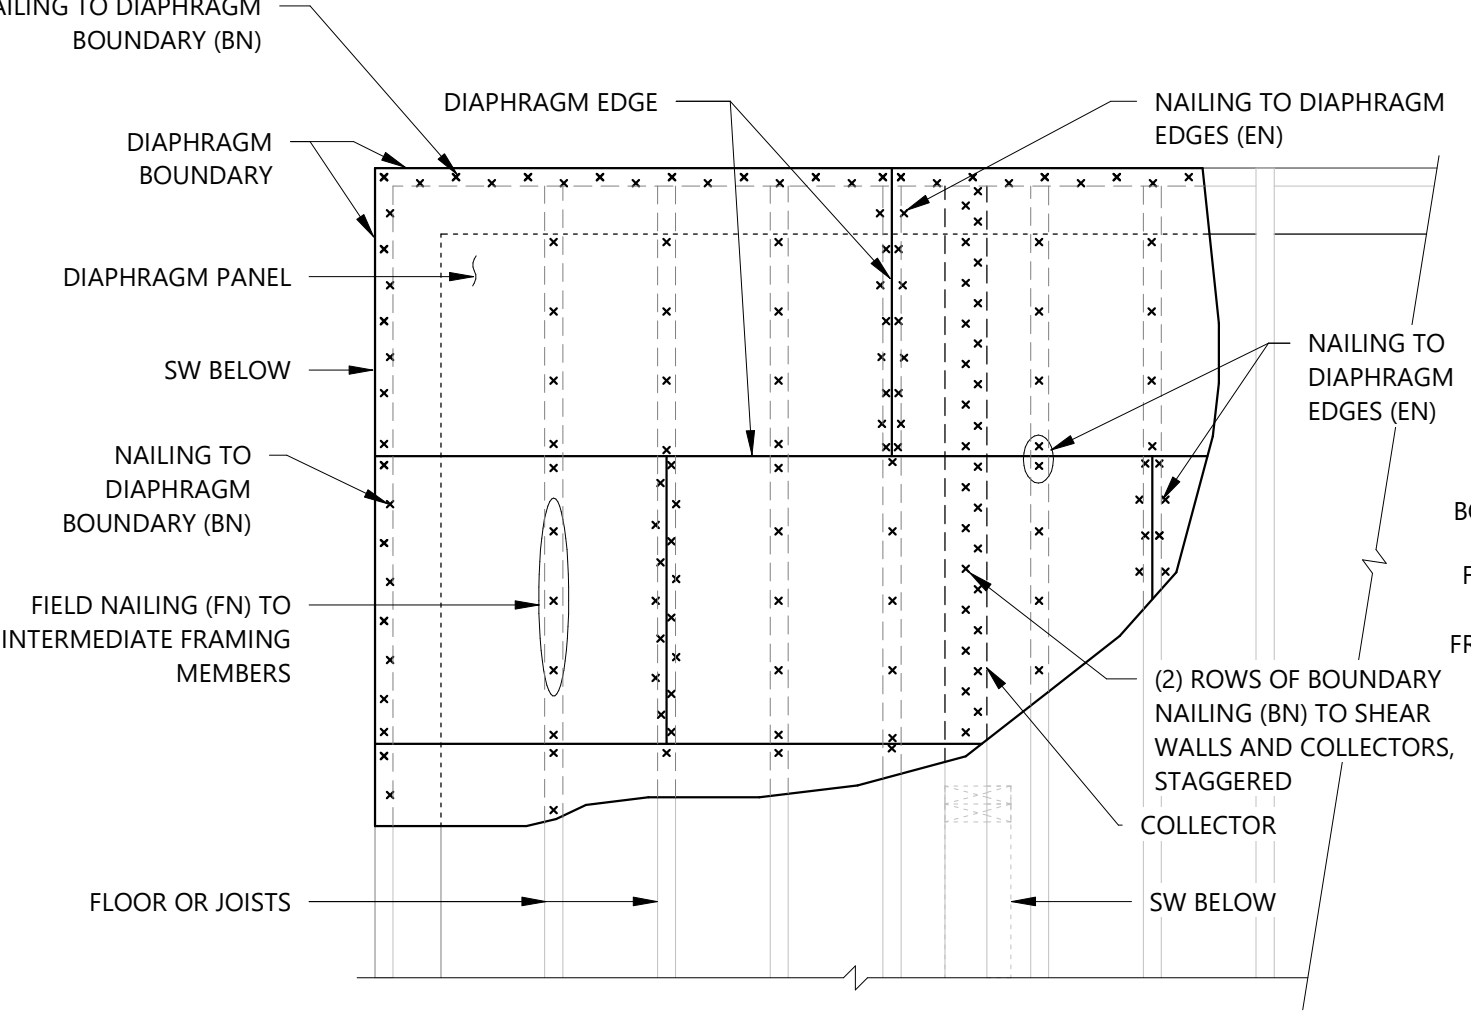 TO DIAPHRAGM
BOUNDARY (BN)
DIAPHRAGM EDGE
NAILING TO DIAPHRAGM
EDGES (EN)
DIAPHRAGM
BOUNDARY
DIAPHRAGM PANEL
SW BELOW
NAILING TO
DIAPHRAGM
EDGES (EN)
NAILING TO
DIAPHRAGM
BOUNDARY (BN)
FIELD NAILING (FN) TO
INTERMEDIATE FRAMING
MEMBERS
(2) ROWS OF BOUNDARY
NAILING (BN) TO SHEAR
WALLS AND COLLECTORS,
STAGGERED
COLLECTOR
FLOOR OR JOISTS
SW BELOW